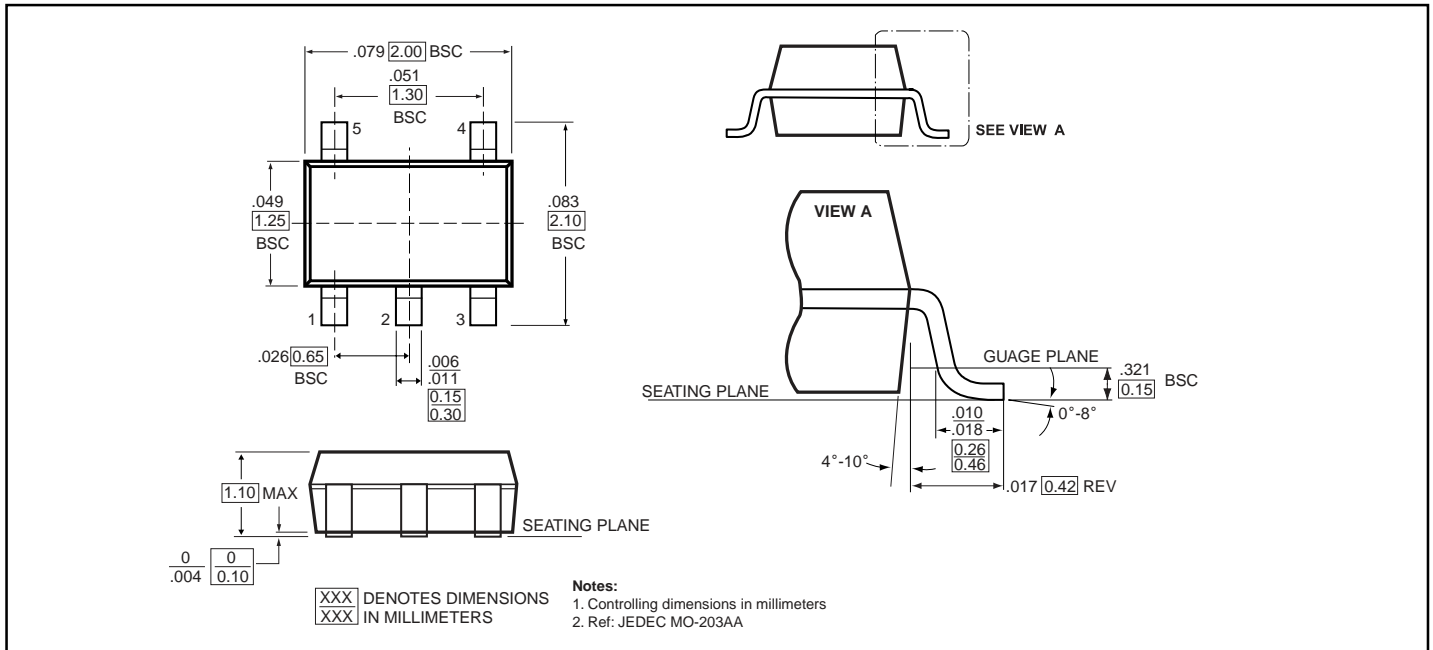 .079 2.00 BSC
.051
1.30
BSC
5
4
.049
1.25
BSC
.083
2.10
BSC
1
2
3
.026 0.65
BSC
.006
.011
0.15
0.30
SEE VIEW A
VIEW A
GUAGE PLANE
SEATING PLANE
.321
0.15
BSC
0°-8°
.010
.018
0.26
0.46
4°-10°
.017 0.42 REV
1.10 MAX
SEATING PLANE
0
.004
0
0.10
XXX DENOTES DIMENSIONS
XXX IN MILLIMETERS
Notes:
1. Controlling dimensions in millimeters
2. Ref: JEDEC MO-203AA